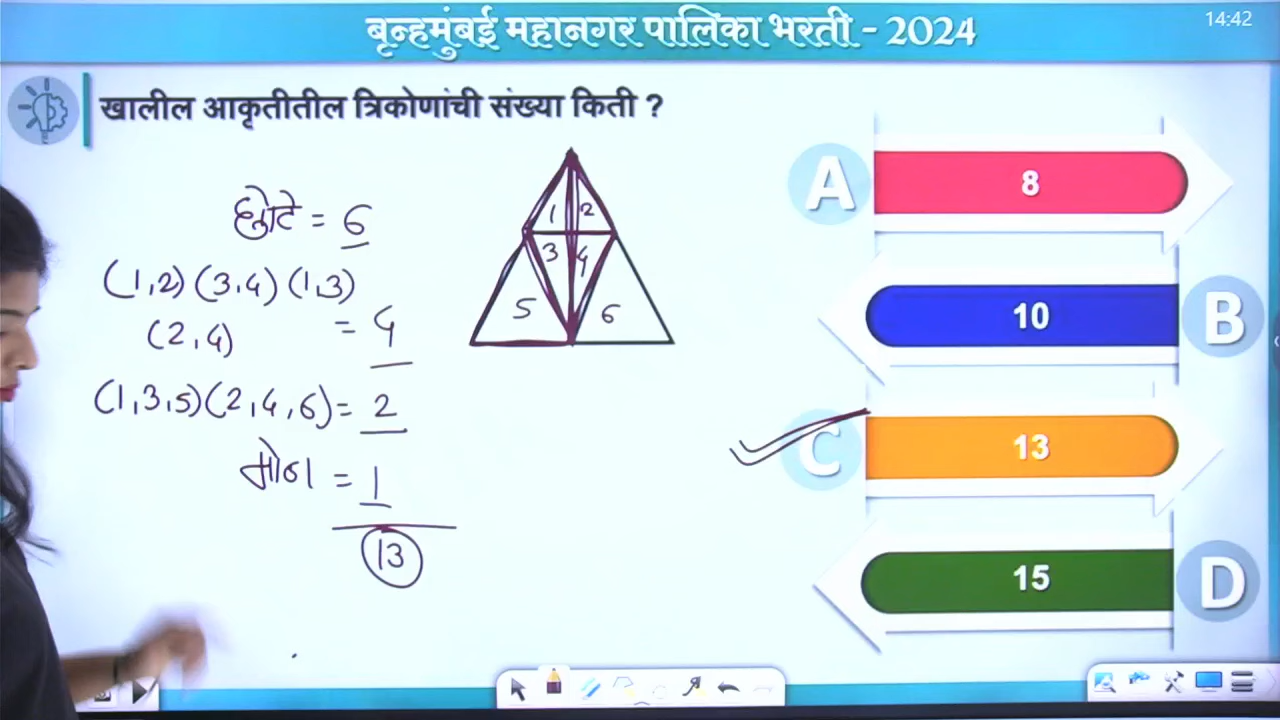 बृन्हमुंबई महानगर पालिका भरती - 2024
14:42
खालील आकृतीतील त्रिकोणांची संख्या किती ?
छोटे = 6
(1,2) (3,4) (1,3)
(2,4) = 4
(1,3,5) (2,4,6) = 2
मोठा = 1
13
1 2
3 4
5 6
A 8
10 B
C 13
15 D